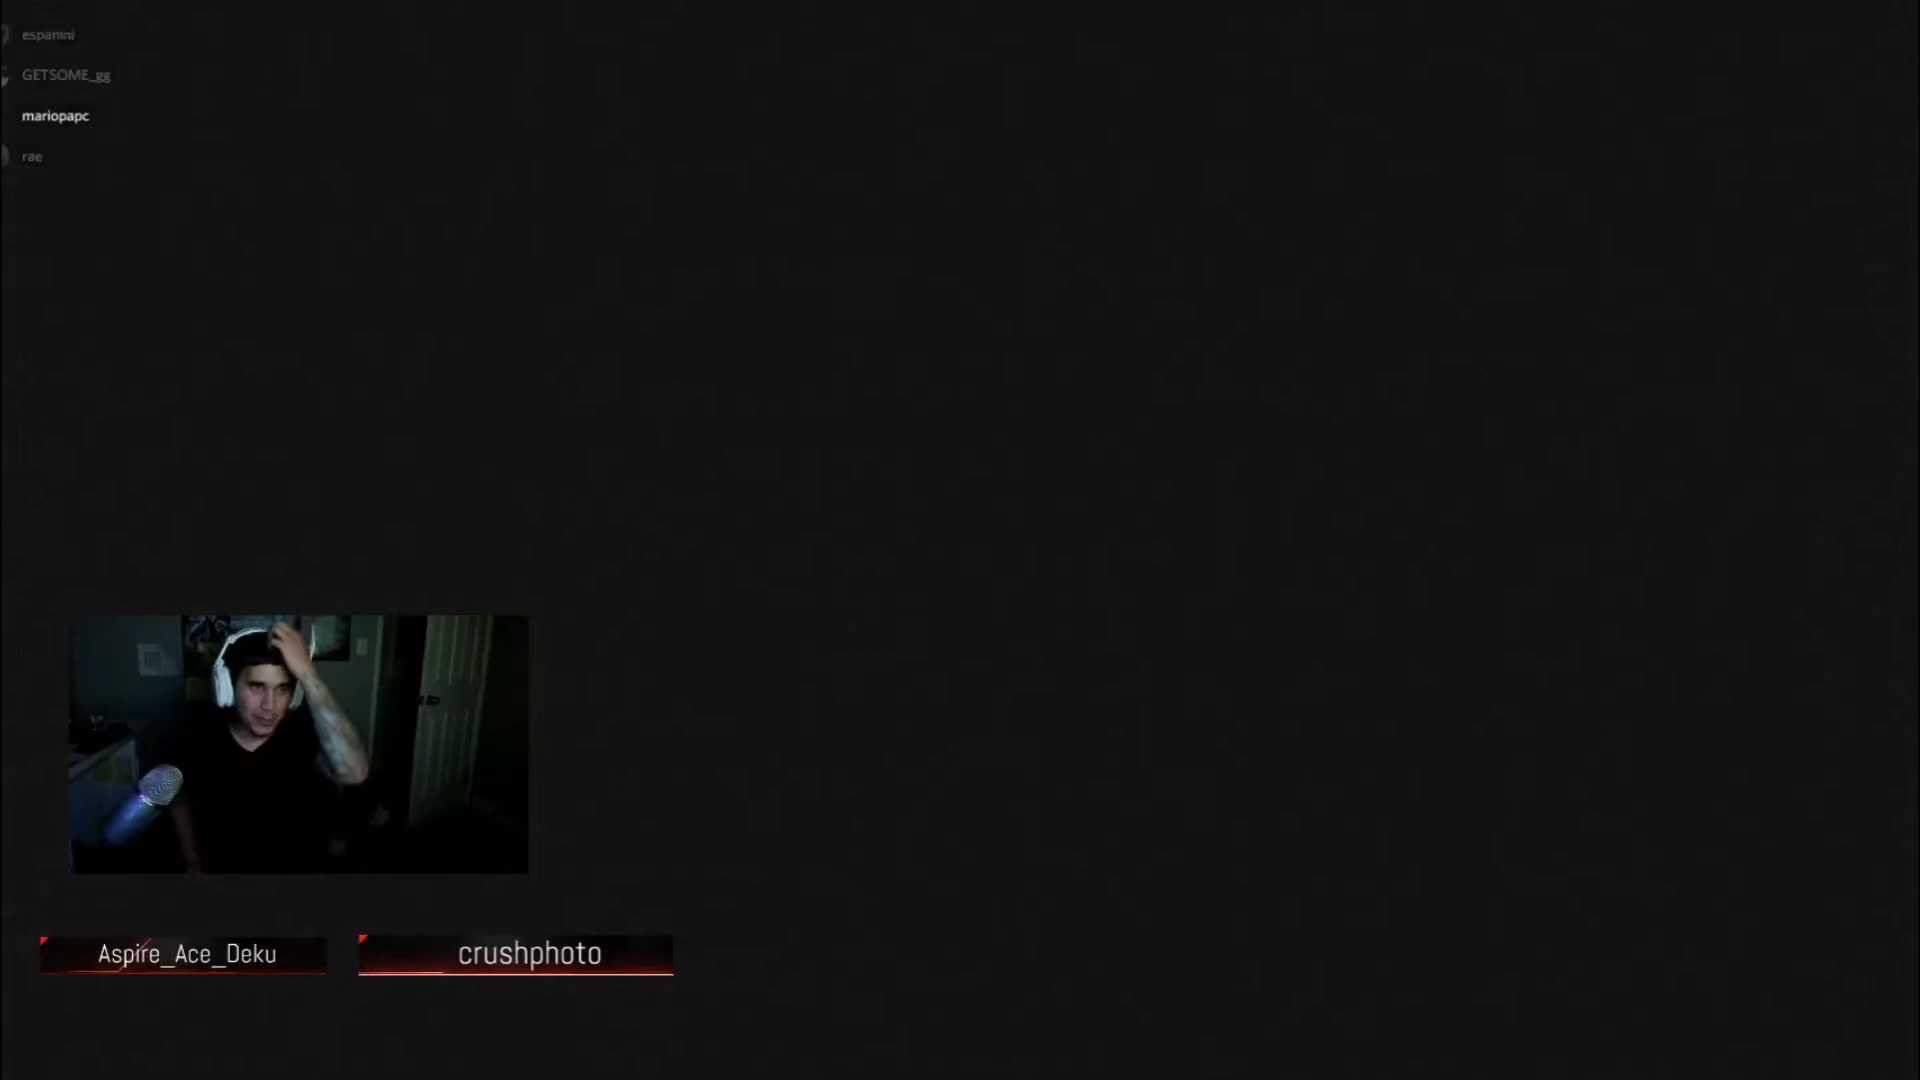 espanini
GETSOME_gg
mariopapc
rae
Aspire_Ace_Deku
crushphoto